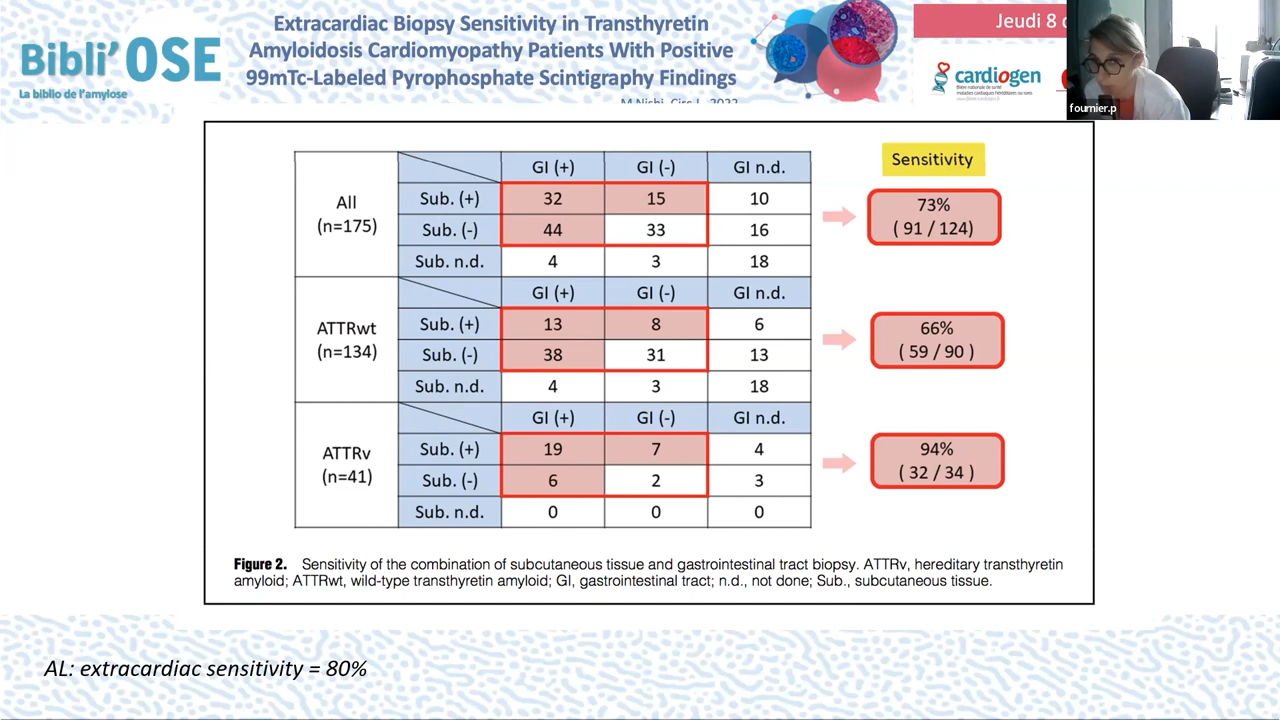 Bibli'OSE
La biblio de l'amylose
Extracardiac Biopsy Sensitivity in Transthyretin
Amyloidosis Cardiomyopathy Patients With Positive
99mTc-Labeled Pyrophosphate Scintigraphy Findings
M Nishi, Circ J, 2022
Jeudi 8
cardiogen
fournier.p
Sensitivity
All
(n=175)
GI (+) GI (-) GI n.d.
Sub. (+) 32 15 10
Sub. (-) 44 33 16
Sub. n.d. 4 3 18
73%
( 91 / 124)
ATTRwt
(n=134)
GI (+) GI (-) GI n.d.
Sub. (+) 13 8 6
Sub. (-) 38 31 13
Sub. n.d. 4 3 18
66%
( 59 / 90 )
ATTRv
(n=41)
GI (+) GI (-) GI n.d.
Sub. (+) 19 7 4
Sub. (-) 6 2 3
Sub. n.d. 0 0 0
94%
( 32 / 34 )
Figure 2. Sensitivity of the combination of subcutaneous tissue and gastrointestinal tract biopsy. ATTRv, hereditary transthyretin
amyloid; ATTRwt, wild-type transthyretin amyloid; GI, gastrointestinal tract; n.d., not done; Sub., subcutaneous tissue.
AL: extracardiac sensitivity = 80%